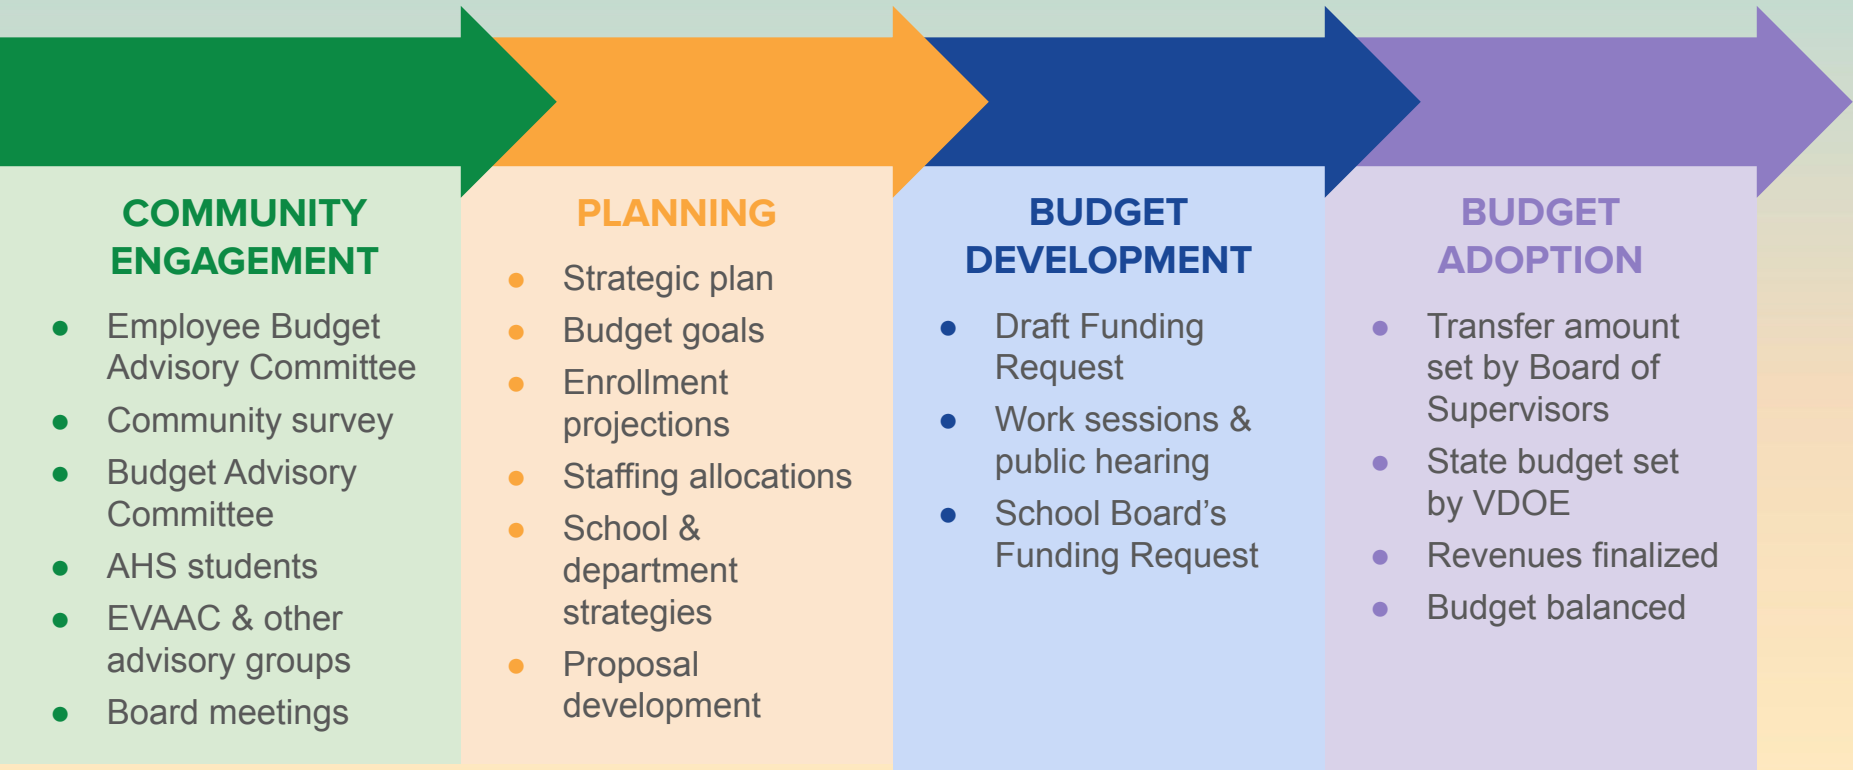 COMMUNITY
ENGAGEMENT
● Employee Budget
Advisory Committee
● Community survey
● Budget Advisory
Committee
● AHS students
● EVAAC & other
advisory groups
● Board meetings
PLANNING
● Strategic plan
● Budget goals
● Enrollment
projections
● Staffing allocations
● School &
department
strategies
● Proposal
development
BUDGET
DEVELOPMENT
● Draft Funding
Request
● Work sessions &
public hearing
● School Board's
Funding Request
BUDGET
ADOPTION
● Transfer amount
set by Board of
Supervisors
● State budget set
by VDOE
● Revenues finalized
● Budget balanced